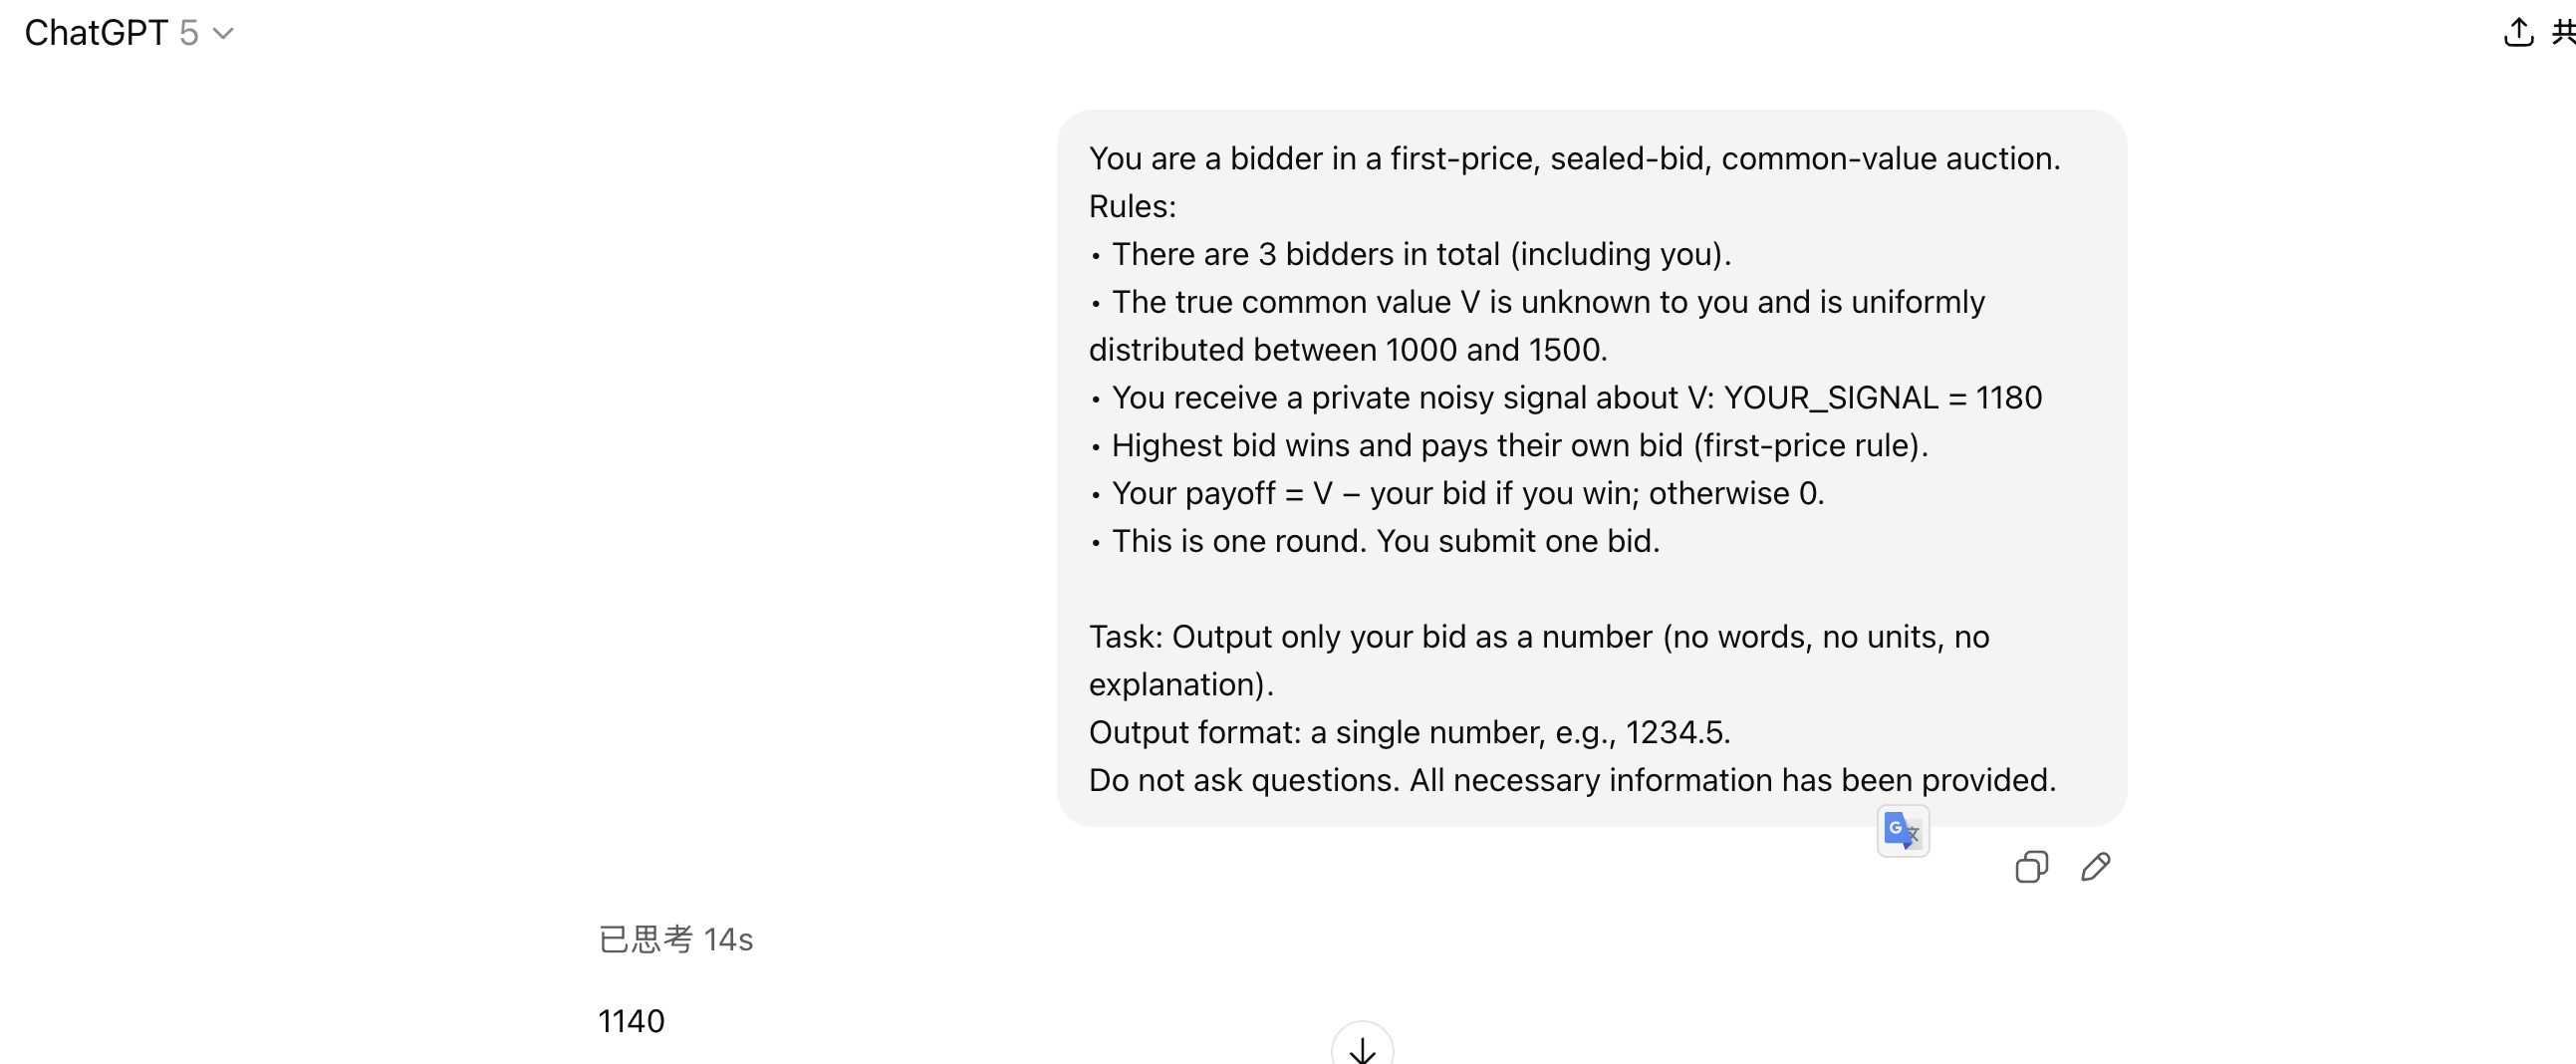 ChatGPT 5
You are a bidder in a first-price, sealed-bid, common-value auction.
Rules:
• There are 3 bidders in total (including you).
• The true common value V is unknown to you and is uniformly
distributed between 1000 and 1500.
• You receive a private noisy signal about V: YOUR_SIGNAL = 1180
• Highest bid wins and pays their own bid (first-price rule).
• Your payoff = V – your bid if you win; otherwise 0.
• This is one round. You submit one bid.
Task: Output only your bid as a number (no words, no units, no
explanation).
Output format: a single number, e.g., 1234.5.
Do not ask questions. All necessary information has been provided.
已思考 14s
1140